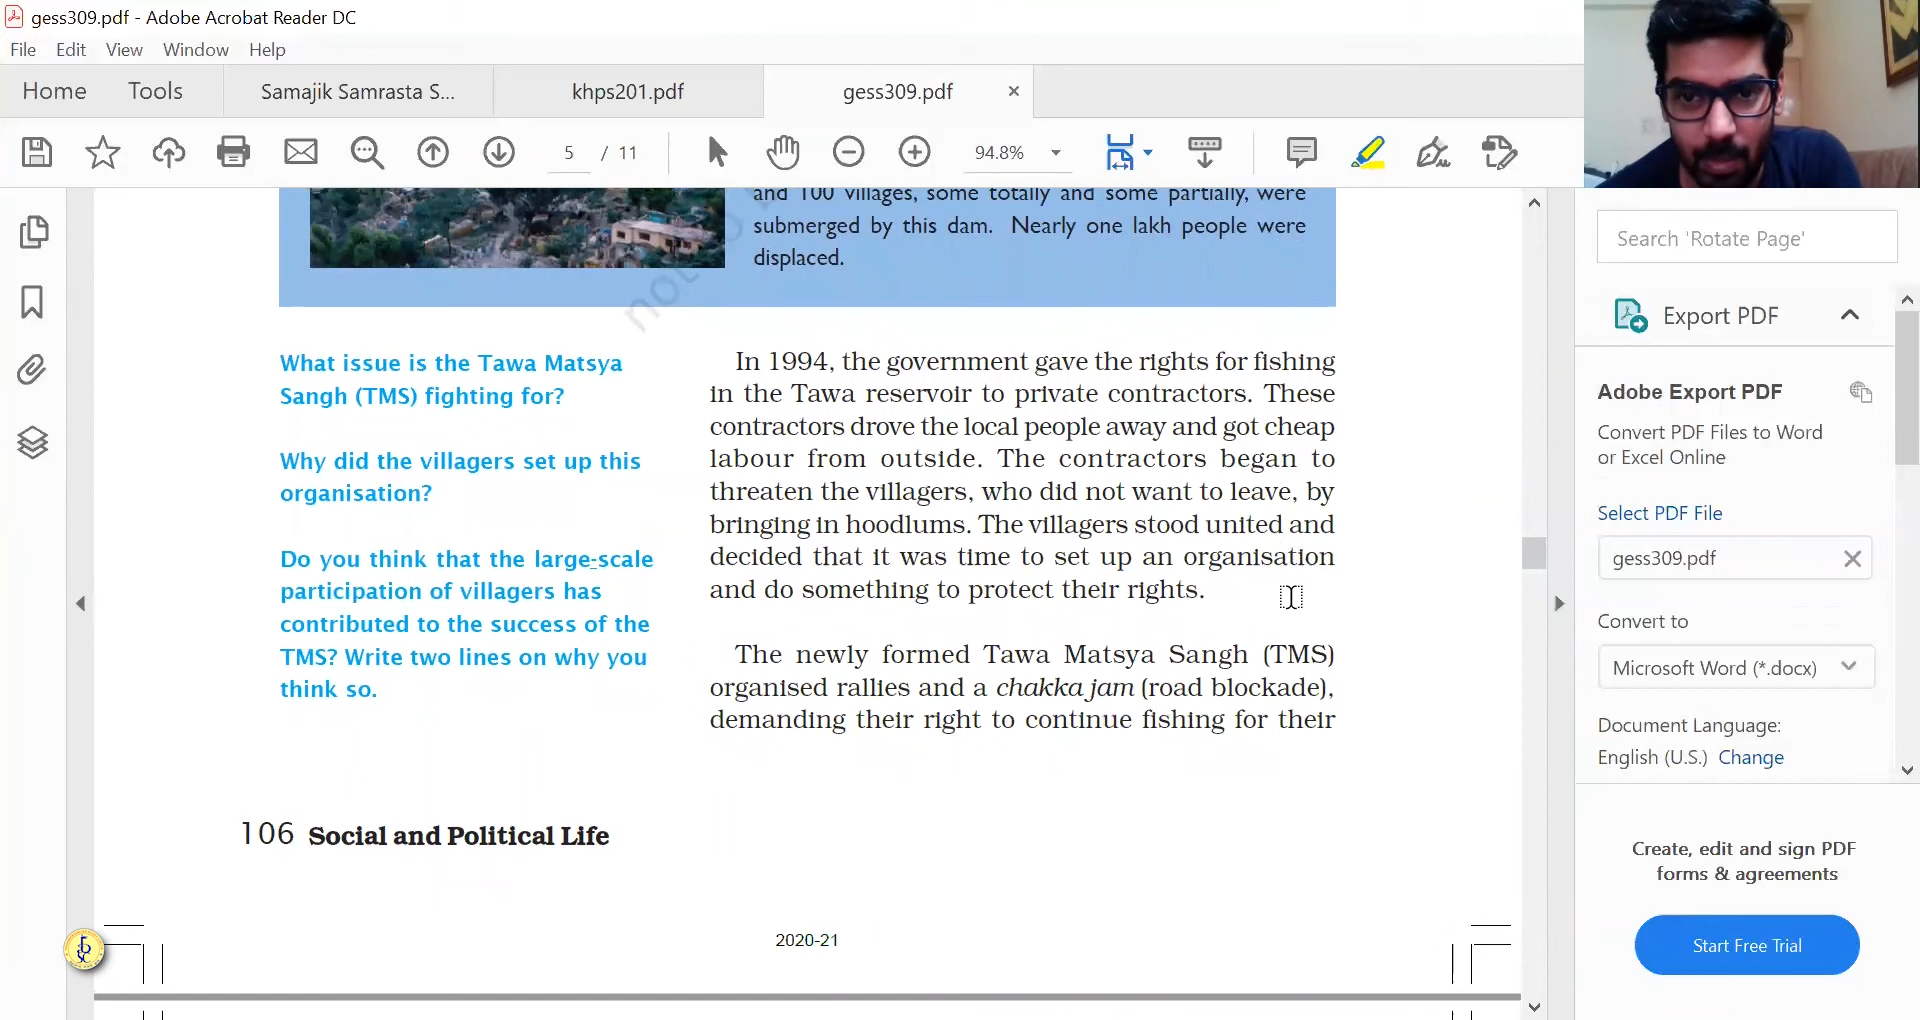 gess309.pdf - Adobe Acrobat Reader DC
File Edit View Window Help
Home Tools Samajik Samrasta S... khps201.pdf gess309.pdf
5 / 11 94.8%
and 100 villages, some totally and some partially, were
submerged by this dam. Nearly one lakh people were
displaced.
What issue is the Tawa Matsya
Sangh (TMS) fighting for?
Why did the villagers set up this
organisation?
Do you think that the large-scale
participation of villagers has
contributed to the success of the
TMS? Write two lines on why you
think so.
In 1994, the government gave the rights for fishing
in the Tawa reservoir to private contractors. These
contractors drove the local people away and got cheap
labour from outside. The contractors began to
threaten the villagers, who did not want to leave, by
bringing in hoodlums. The villagers stood united and
decided that it was time to set up an organisation
and do something to protect their rights.
The newly formed Tawa Matsya Sangh (TMS)
organised rallies and a chakka jam (road blockade),
demanding their right to continue fishing for their
106 Social and Political Life
2020-21
Search 'Rotate Page'
Export PDF
Adobe Export PDF
Convert PDF Files to Word
or Excel Online
Select PDF File
gess309.pdf
Convert to
Microsoft Word (*.docx)
Document Language:
English (U.S.) Change
Create, edit and sign PDF
forms & agreements
Start Free Trial